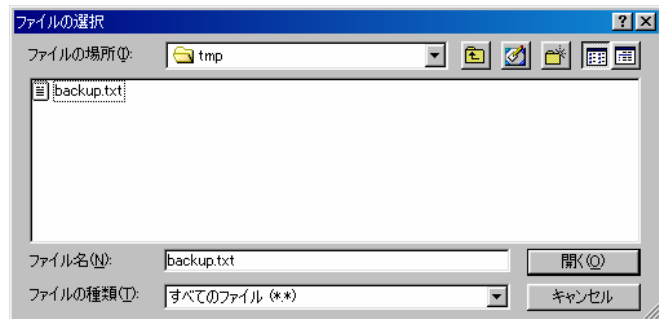 ファイルの選択
ファイルの場所(I): tmp
backup.txt
ファイル名(N): backup.txt 開く(O)
ファイルの種類(T): すべてのファイル (*.*) キャンセル